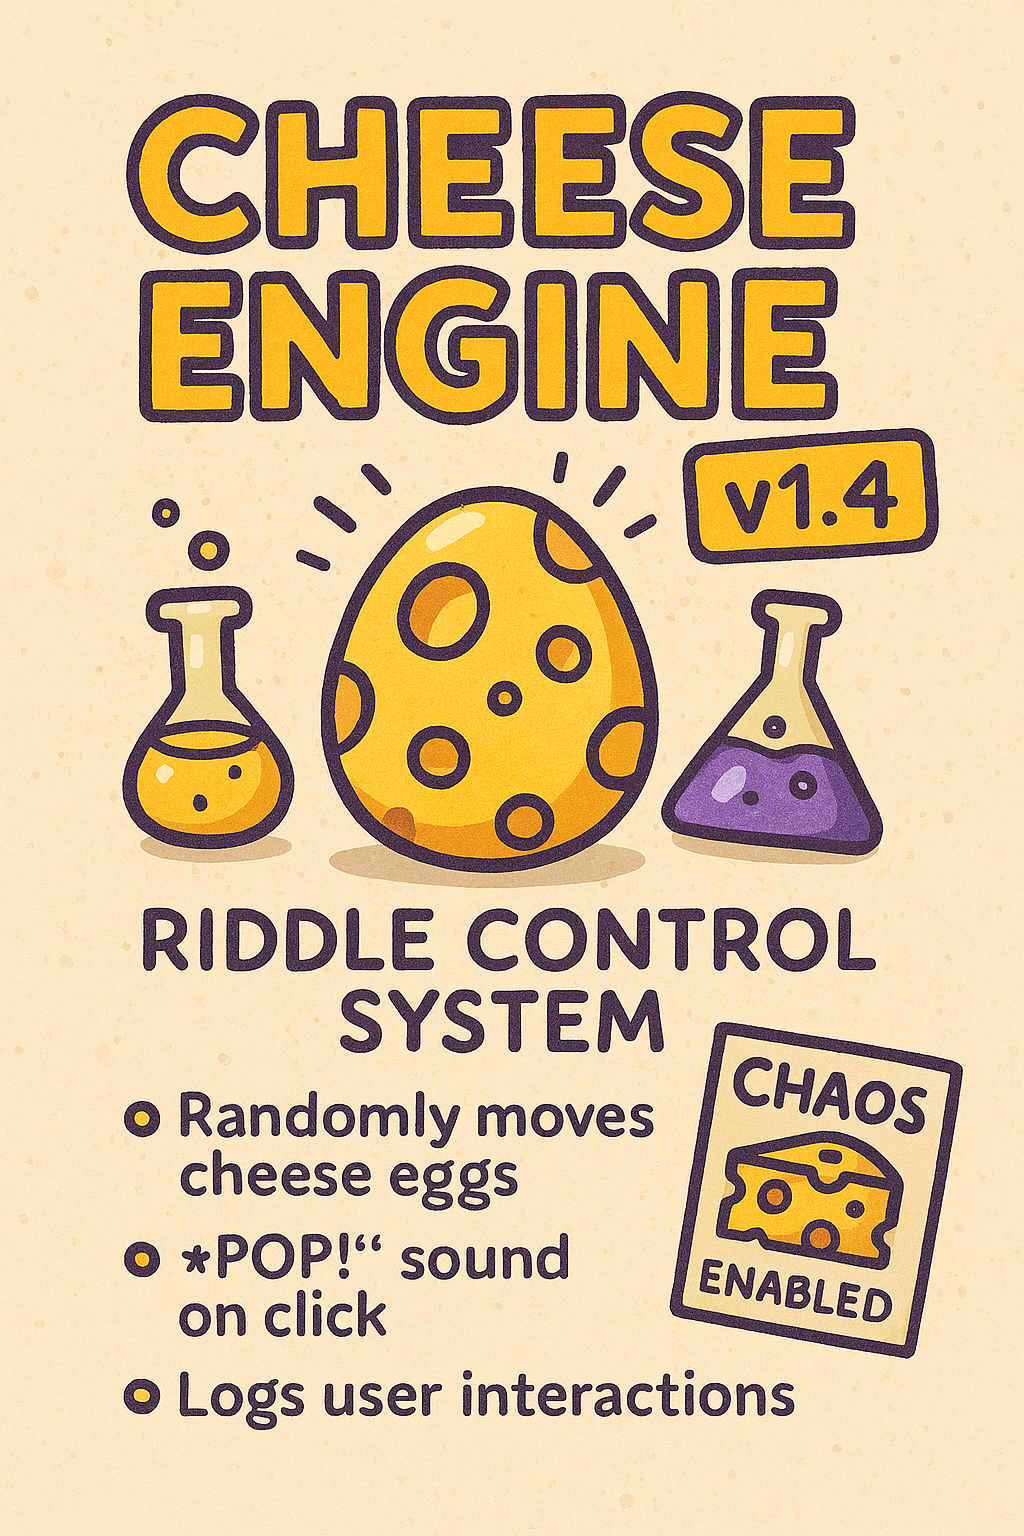 CHEESE
ENGINE
v1.4
RIDDLE CONTROL
SYSTEM
Randomly moves
cheese eggs
*POP!“ sound
on click
Logs user interactions
CHAOS
ENABLED